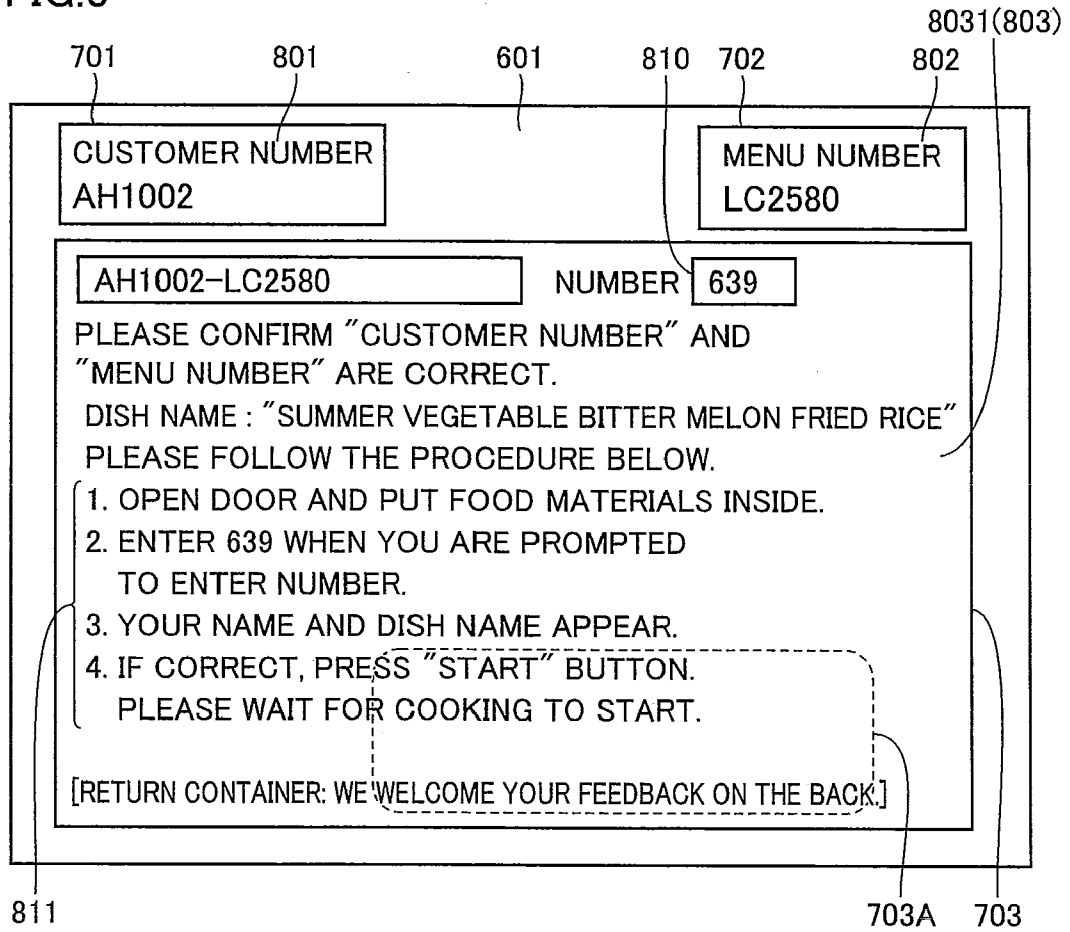 8031(803)
701 801 601 810 702 802
CUSTOMER NUMBER
AH1002
MENU NUMBER
LC2580
AH1002-LC2580 NUMBER 639
PLEASE CONFIRM "CUSTOMER NUMBER" AND
"MENU NUMBER" ARE CORRECT.
DISH NAME : "SUMMER VEGETABLE BITTER MELON FRIED RICE"
PLEASE FOLLOW THE PROCEDURE BELOW.
1. OPEN DOOR AND PUT FOOD MATERIALS INSIDE.
2. ENTER 639 WHEN YOU ARE PROMPTED
TO ENTER NUMBER.
3. YOUR NAME AND DISH NAME APPEAR.
4. IF CORRECT, PRESS "START" BUTTON.
PLEASE WAIT FOR COOKING TO START.
[RETURN CONTAINER: WE WELCOME YOUR FEEDBACK ON THE BACK.]
811 703A 703